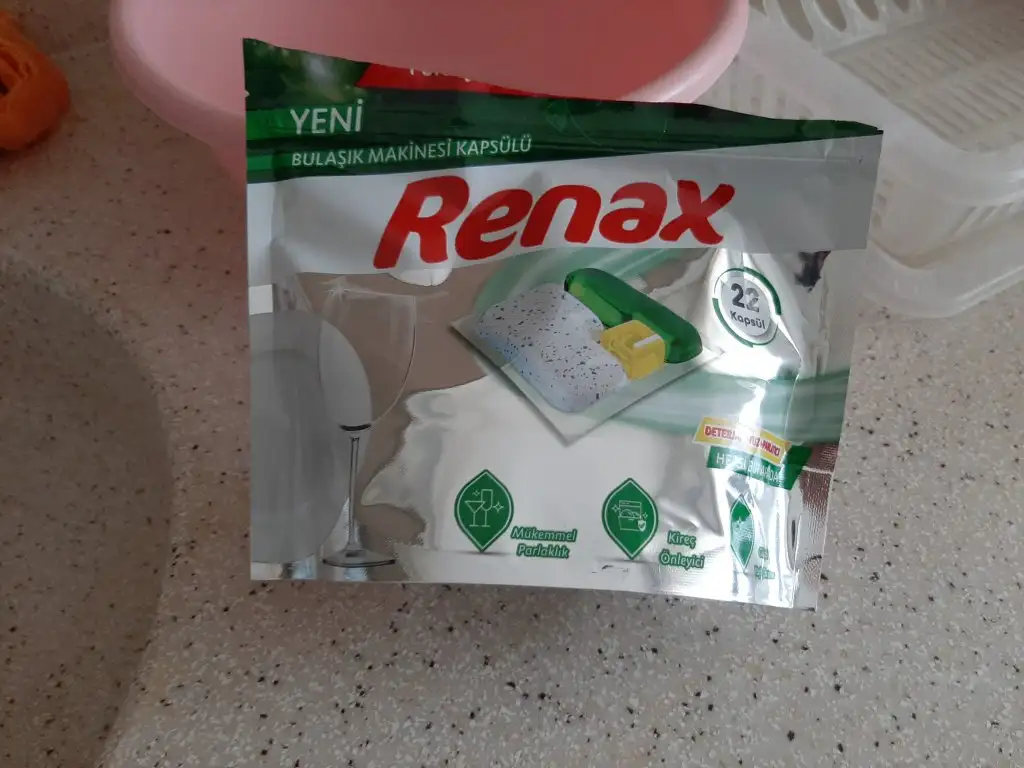 YENİ
BULAŞIK MAKİNESİ KAPSÜLÜ
Renax
22
Kapsül
Mükemmel
Parlaklık
Kireç
Önleyici